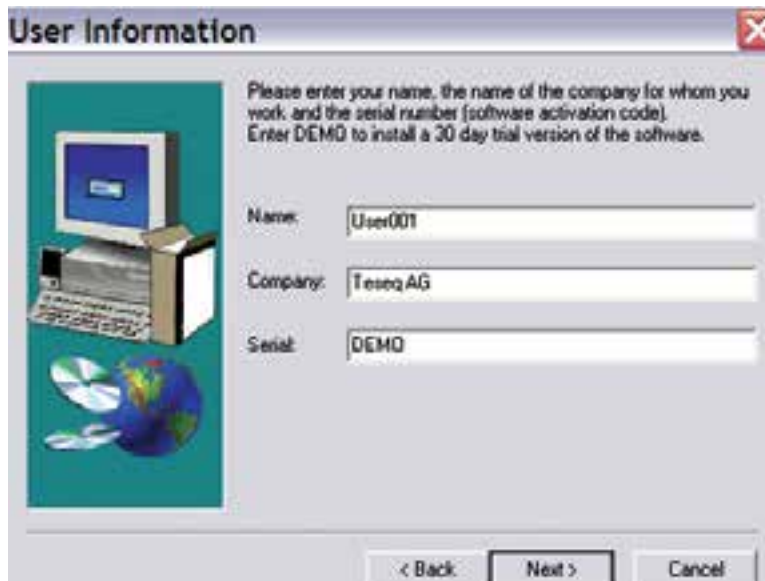 User Information
Please enter your name, the name of the company for whom you
work and the serial number (software activation code).
Enter DEMO to install a 30 day trial version of the software.
Name: User001
Company: Teseq AG
Serial: DEMO
< Back Next > Cancel